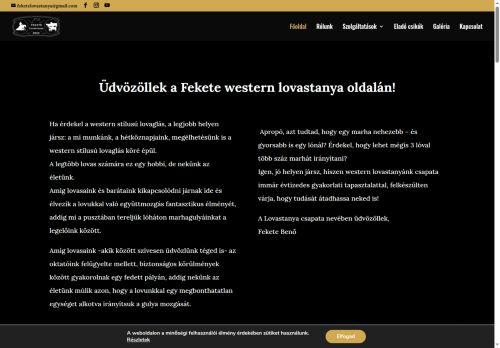 feketelovastanya@gmail.com
Főoldal Rólunk Szolgáltatások Eladó csikók Galéria Kapcsolat
Üdvözöllek a Fekete western lovastanya oldalán!
Ha érdekel a western stílusú lovaglás, a legjobb helyen
jársz: a mi munkánk, a hétköznapjaink, megélhetésünk is a
western stílusú lovaglás köré épül.
A legtöbb lovas számára ez egy hobbi, de nekünk az
életünk.
Amíg lovasaink és barátaink kikapcsolódni járnak ide és
élvezik a lovukkal való együttmozgás fantasztikus élményét,
addig mi a pusztában tereljük lóháton marhagulyáinkat a
legelőink között.
Amíg lovasaink -akik között szívesen üdvözlünk téged is- az
oktatóink felügyelte mellett, biztonságos körülmények
között gyakorolnak egy fedett pályán, addig nekünk az
életünk múlik azon, hogy a lovunkkal egy megbonthatatlan
egységet alkotva irányítsuk a gulya mozgását.
Apropó, azt tudtad, hogy egy marha nehezebb – és
gyorsabb is egy lónál? Érdekel, hogy lehet mégis 3 lóval
több száz marhát irányítani?
Igen, jó helyen jársz, hiszen western lovastanyánk csapata
immár évtizedes gyakorlati tapasztalattal, felkészülten
várja, hogy tudását átadhassa neked is!
A Lovastanya csapata nevében üdvözöllek,
Fekete Benő
A weboldalon a minőségi felhasználói élmény érdekében sütiket használunk.
Részletek
Elfogad